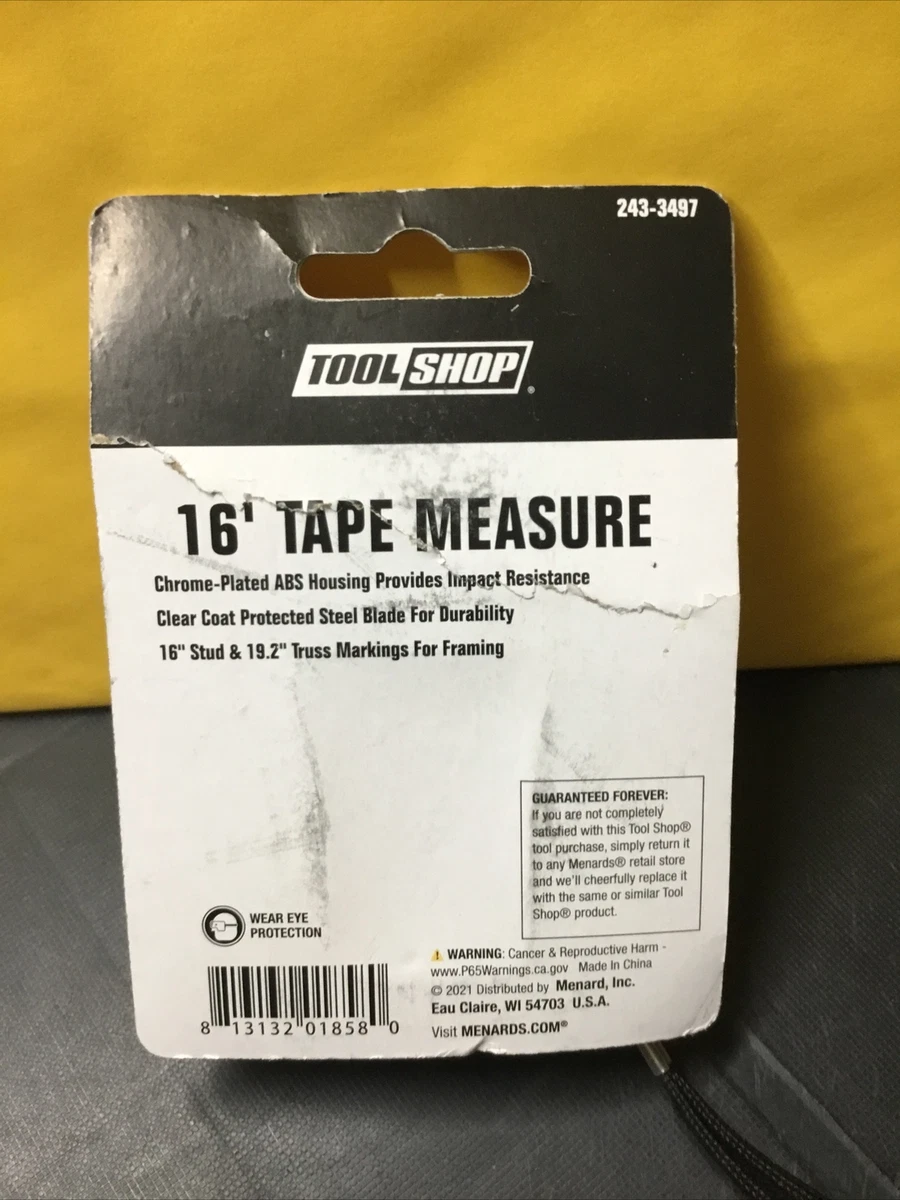 243-3497
TOOL SHOP®
16' TAPE MEASURE
Chrome-Plated ABS Housing Provides Impact Resistance
Clear Coat Protected Steel Blade For Durability
16" Stud & 19.2" Truss Markings For Framing
GUARANTEED FOREVER:
If you are not completely
satisfied with this Tool Shop®
tool purchase, simply return it
to any Menards® retail store
and we'll cheerfully replace it
with the same or similar Tool
Shop® product.
WEAR EYE
PROTECTION
WARNING: Cancer & Reproductive Harm -
www.P65Warnings.ca.gov Made In China
© 2021 Distributed by Menard, Inc.
Eau Claire, WI 54703 U.S.A.
Visit MENARDS.COM®
8 13132 01858 0